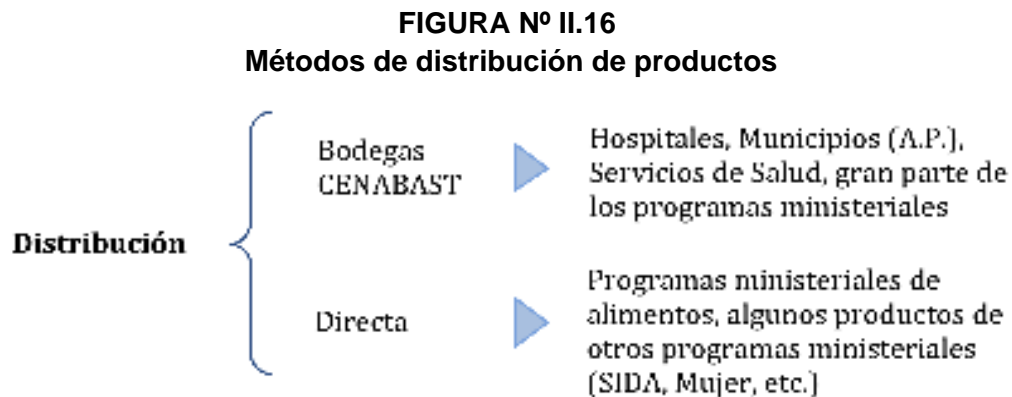 FIGURA Nº II.16
Métodos de distribución de productos
Bodegas
CENABAST
Hospitales, Municipios (A.P.),
Servicios de Salud, gran parte de
los programas ministeriales
Distribución
Directa
Programas ministeriales de
alimentos, algunos productos de
otros programas ministeriales
(SIDA, Mujer, etc.)